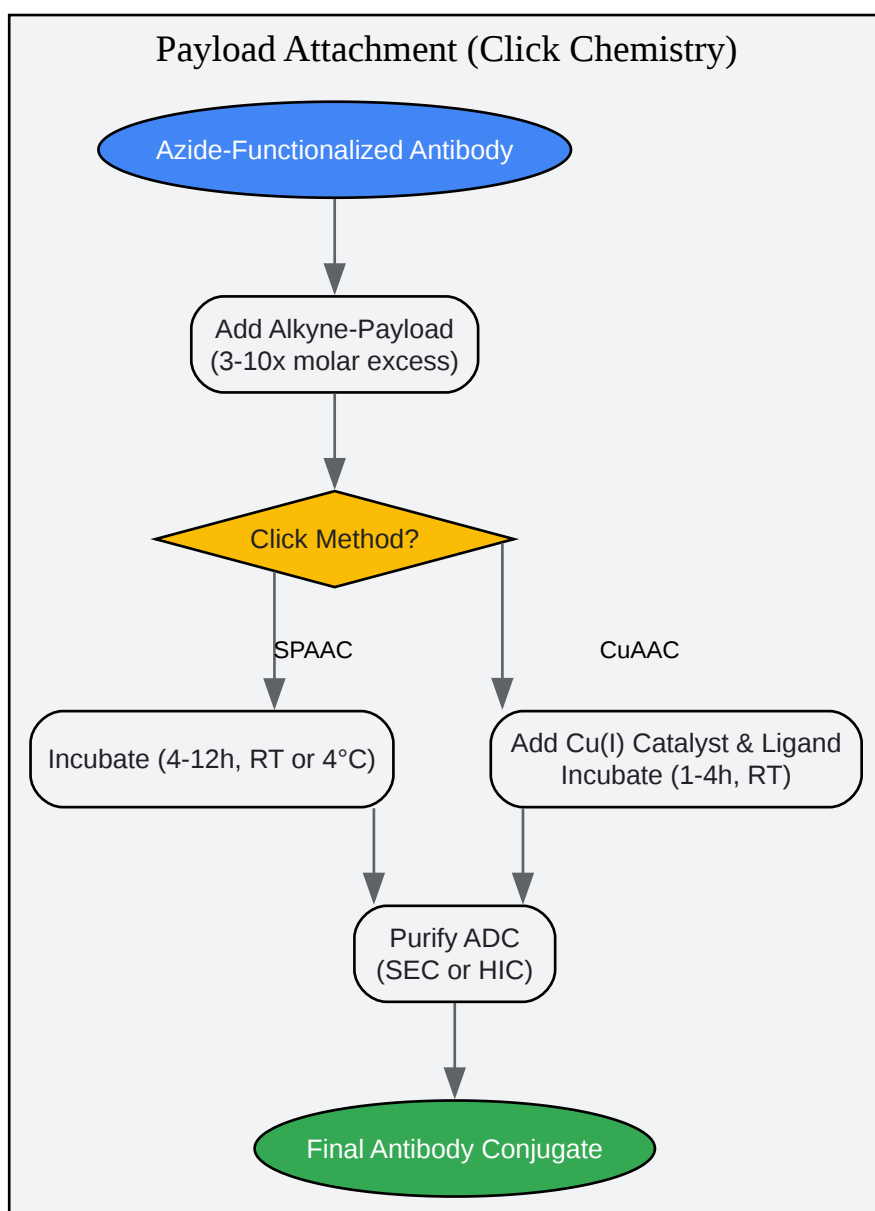 Payload Attachment (Click Chemistry)
Azide-Functionalized Antibody
Add Alkyne-Payload
(3-10x molar excess)
Click Method?
SPAAC
CuAAC
Incubate (4-12h, RT or 4°C)
Add Cu(I) Catalyst & Ligand
Incubate (1-4h, RT)
Purify ADC
(SEC or HIC)
Final Antibody Conjugate